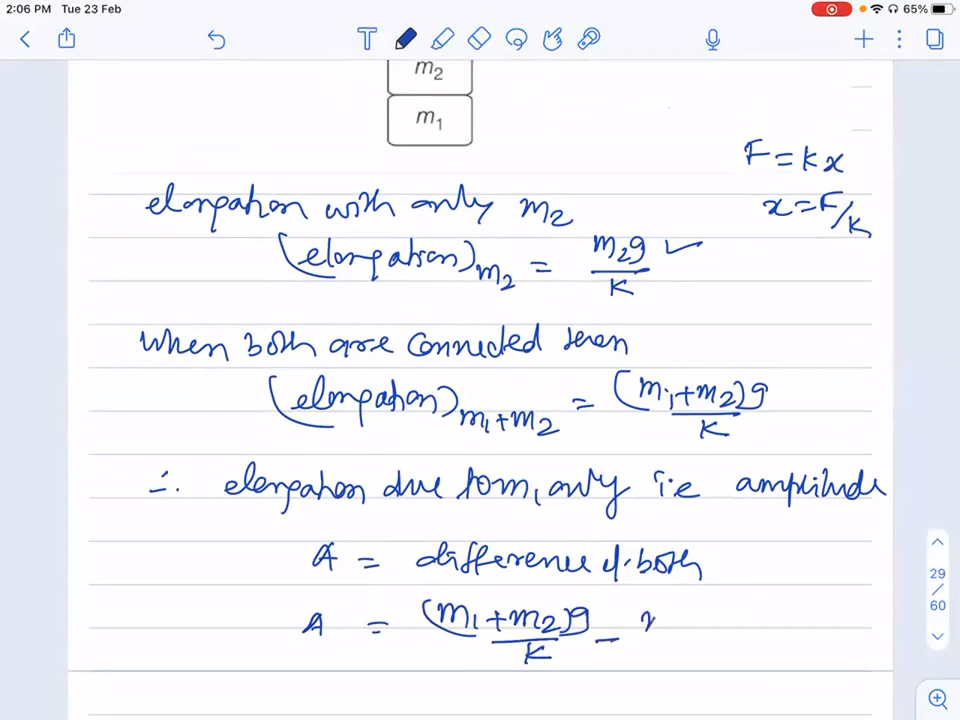 2:06 PM Tue 23 Feb 65%
m2
m1
F = kx
x = F/k
elongation with only m2
(elongation)m2 = m2g/k ✓
when both are connected then
(elongation)m1+m2 = (m1+m2)g/k
∴ elongation due to m1 only i.e amplitude
A = difference of both
A = (m1+m2)g/k –
29
/
60